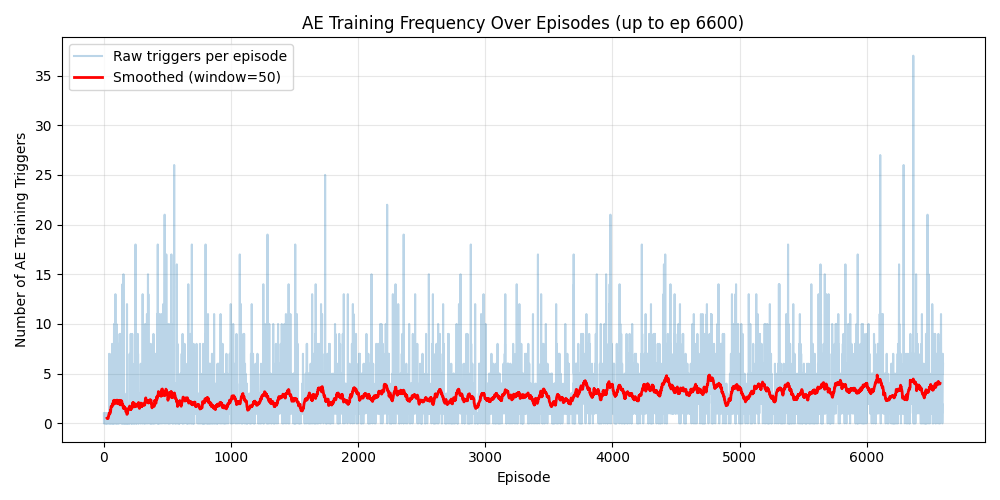 AE Training Frequency Over Episodes (up to ep 6600)
Raw triggers per episode
Smoothed (window=50)
Number of AE Training Triggers
35
30
25
20
15
10
5
0
0 1000 2000 3000 4000 5000 6000
Episode